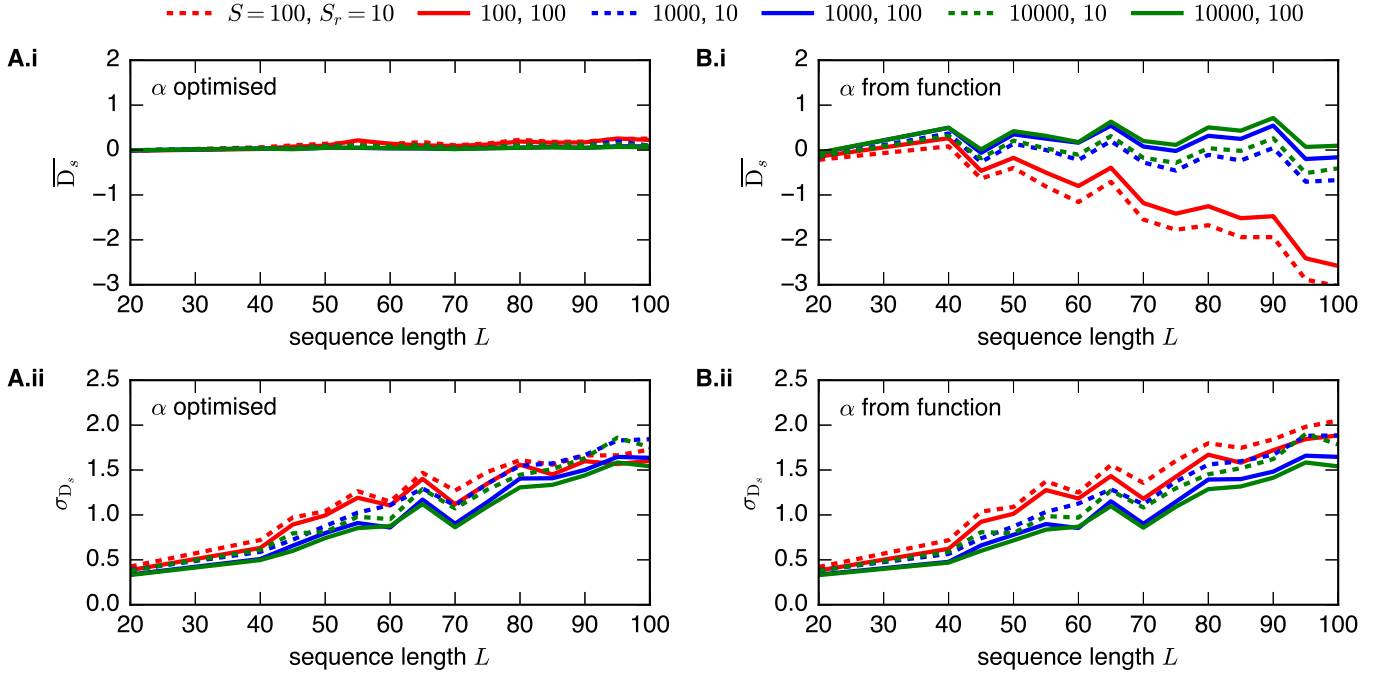 S = 100, S_r = 10 100, 100 1000, 10 1000, 100 10000, 10 10000, 100
A.i
α optimised
2
1
0
−1
−2
−3
D̅_s
20 30 40 50 60 70 80 90 100
sequence length L
B.i
α from function
2
1
0
−1
−2
−3
D̅_s
20 30 40 50 60 70 80 90 100
sequence length L
A.ii
α optimised
2.5
2.0
1.5
1.0
0.5
0.0
σ_{D_s}
20 30 40 50 60 70 80 90 100
sequence length L
B.ii
α from function
2.5
2.0
1.5
1.0
0.5
0.0
σ_{D_s}
20 30 40 50 60 70 80 90 100
sequence length L